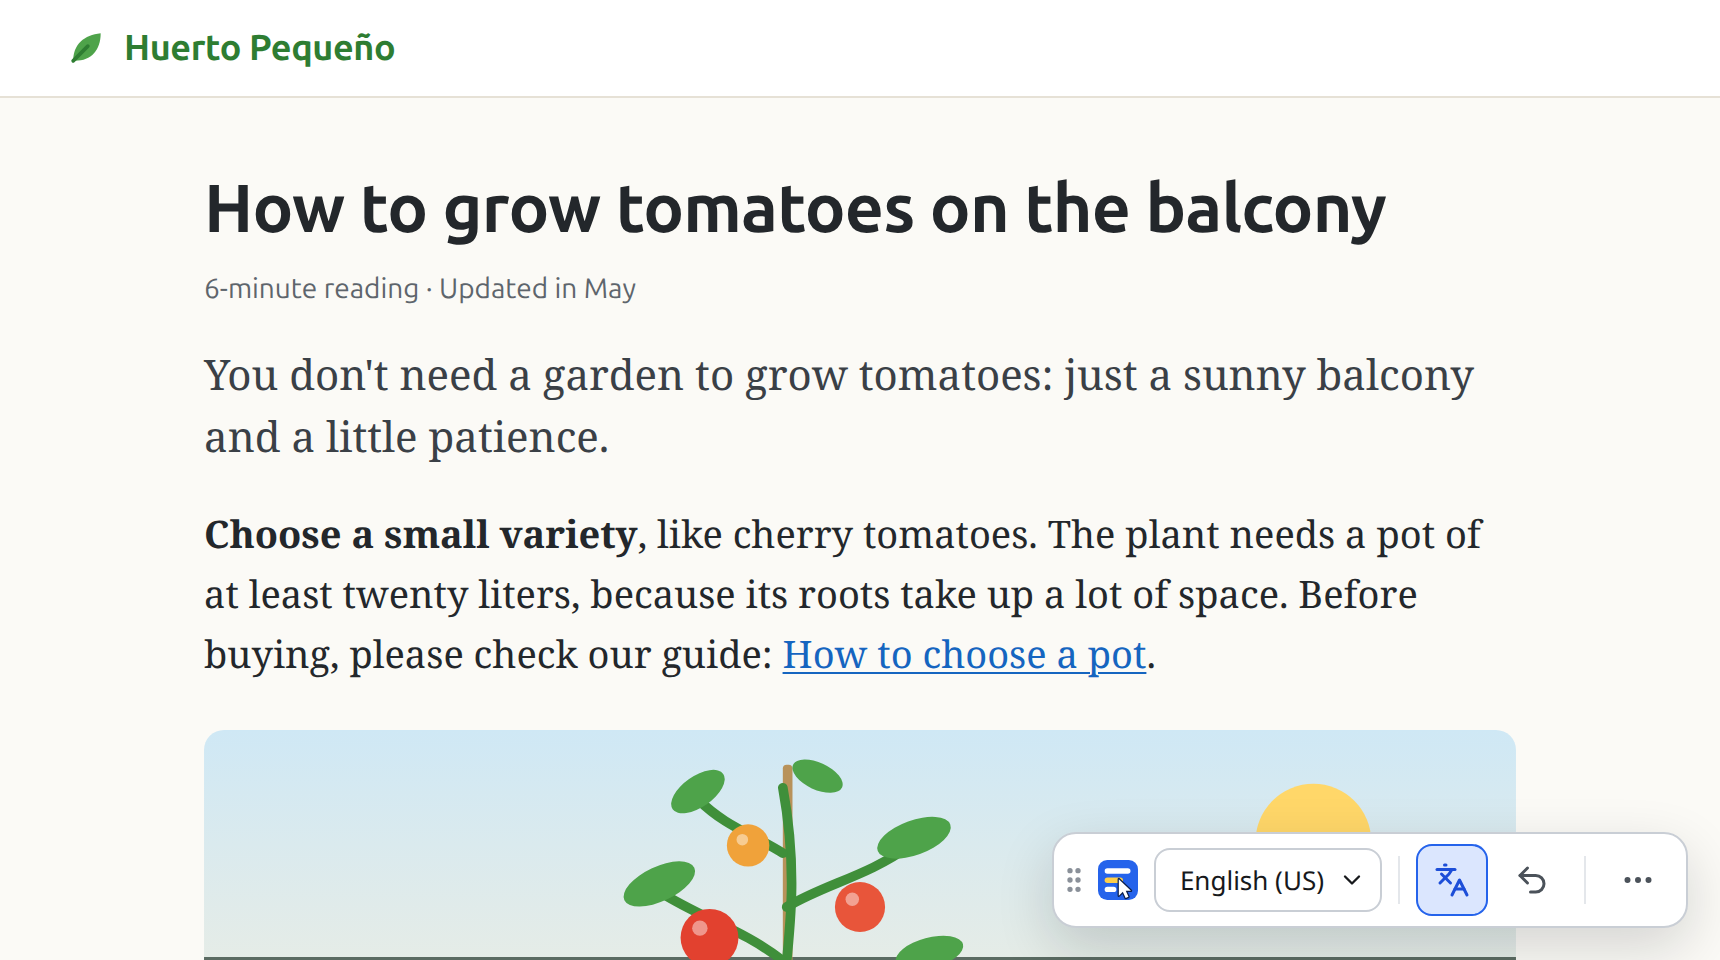 Huerto Pequeño
How to grow tomatoes on the balcony
6-minute reading · Updated in May
You don't need a garden to grow tomatoes: just a sunny balcony
and a little patience.
Choose a small variety, like cherry tomatoes. The plant needs a pot of
at least twenty liters, because its roots take up a lot of space. Before
buying, please check our guide: How to choose a pot.
English (US)